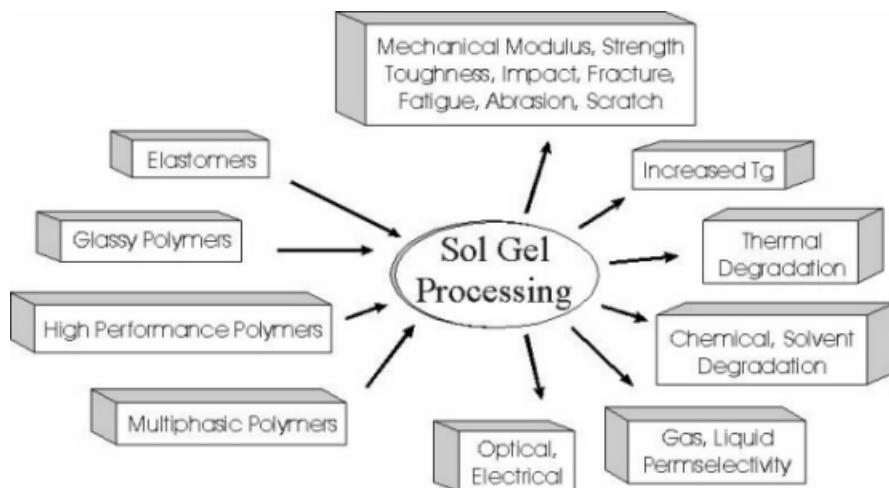 Mechanical Modulus, Strength
Toughness, Impact, Fracture,
Fatigue, Abrasion, Scratch
Elastomers
Increased Tg
Glassy Polymers
Sol Gel
Processing
Thermal
Degradation
High Performance Polymers
Chemical, Solvent
Degradation
Multiphasic Polymers
Optical,
Electrical
Gas, Liquid
Permselectivity